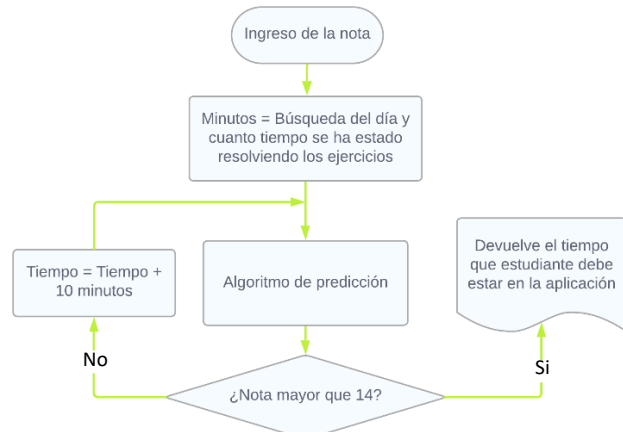 Ingreso de la nota
Minutos = Búsqueda del día y
cuanto tiempo se ha estado
resolviendo los ejercicios
Tiempo = Tiempo +
10 minutos
Algoritmo de predicción
Devuelve el tiempo
que estudiante debe
estar en la aplicación
No
Si
¿Nota mayor que 14?